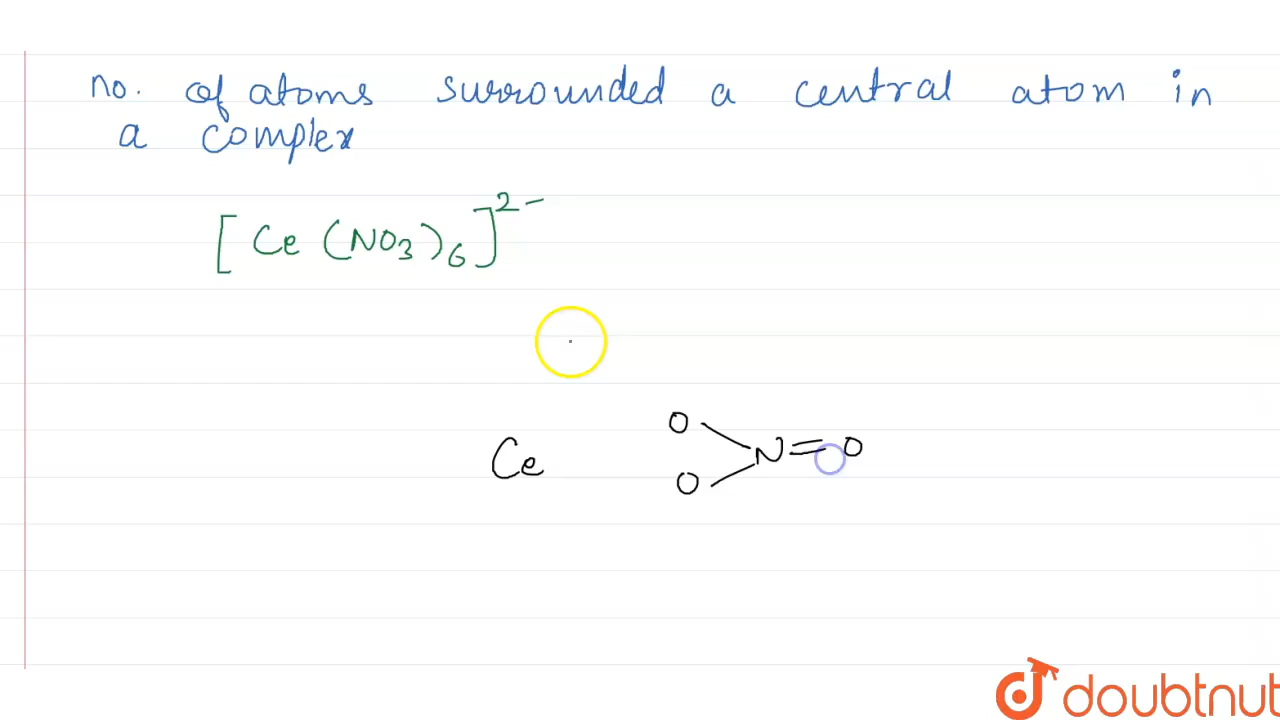 no. of atoms surrounded a central atom in
a complex
[Ce(NO3)6]2-
Ce O O N=O
doubtnut